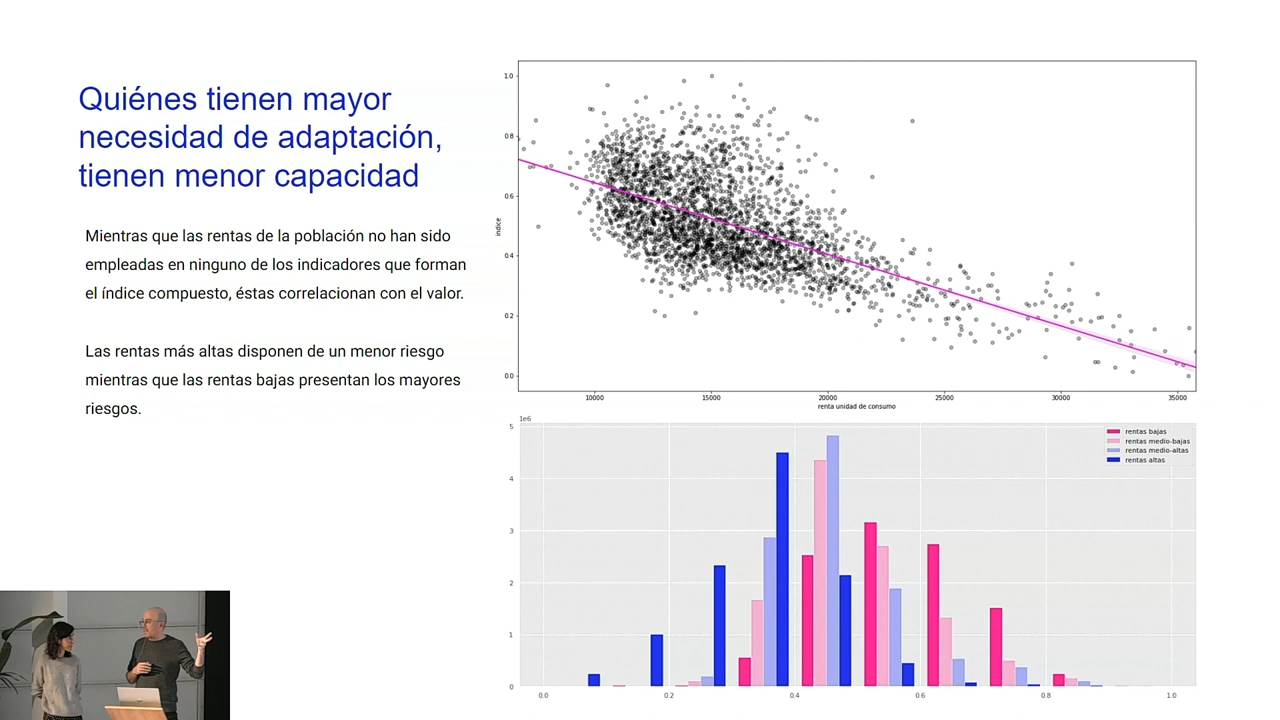 Quiénes tienen mayor
necesidad de adaptación,
tienen menor capacidad
Mientras que las rentas de la población no han sido
empleadas en ninguno de los indicadores que forman
el índice compuesto, éstas correlacionan con el valor.
Las rentas más altas disponen de un menor riesgo
mientras que las rentas bajas presentan los mayores
riesgos.
1.0
0.8
0.6
0.4
0.2
0.0
indice
10000 15000 20000 25000 30000 35000
renta unidad de consumo
1e6
5
4
3
2
1
0
rentas bajas
rentas medio-bajas
rentas medio-altas
rentas altas
0.0 0.2 0.4 0.6 0.8 1.0